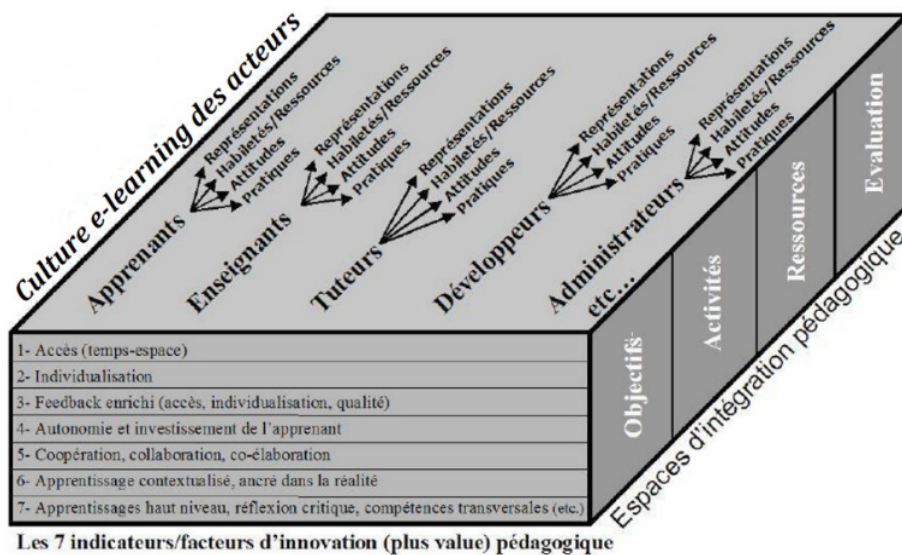 Culture e-learning des acteurs
Apprenants
Représentations
Habiletés/Ressources
Attitudes
Pratiques
Enseignants
Représentations
Habiletés/Ressources
Attitudes
Pratiques
Tuteurs
Représentations
Habiletés/Ressources
Attitudes
Pratiques
Développeurs
Représentations
Habiletés/Ressources
Attitudes
Pratiques
Administrateurs
Représentations
Habiletés/Ressources
Attitudes
Pratiques
etc...
Objectifs
Activités
Ressources
Evaluation
Espaces d'intégration pédagogique
1- Accès (temps-espace)
2- Individualisation
3- Feedback enrichi (accès, individualisation, qualité)
4- Autonomie et investissement de l'apprenant
5- Coopération, collaboration, co-élaboration
6- Apprentissage contextualisé, ancré dans la réalité
7- Apprentissages haut niveau, réflexion critique, compétences transversales (etc.)
Les 7 indicateurs/facteurs d'innovation (plus value) pédagogique